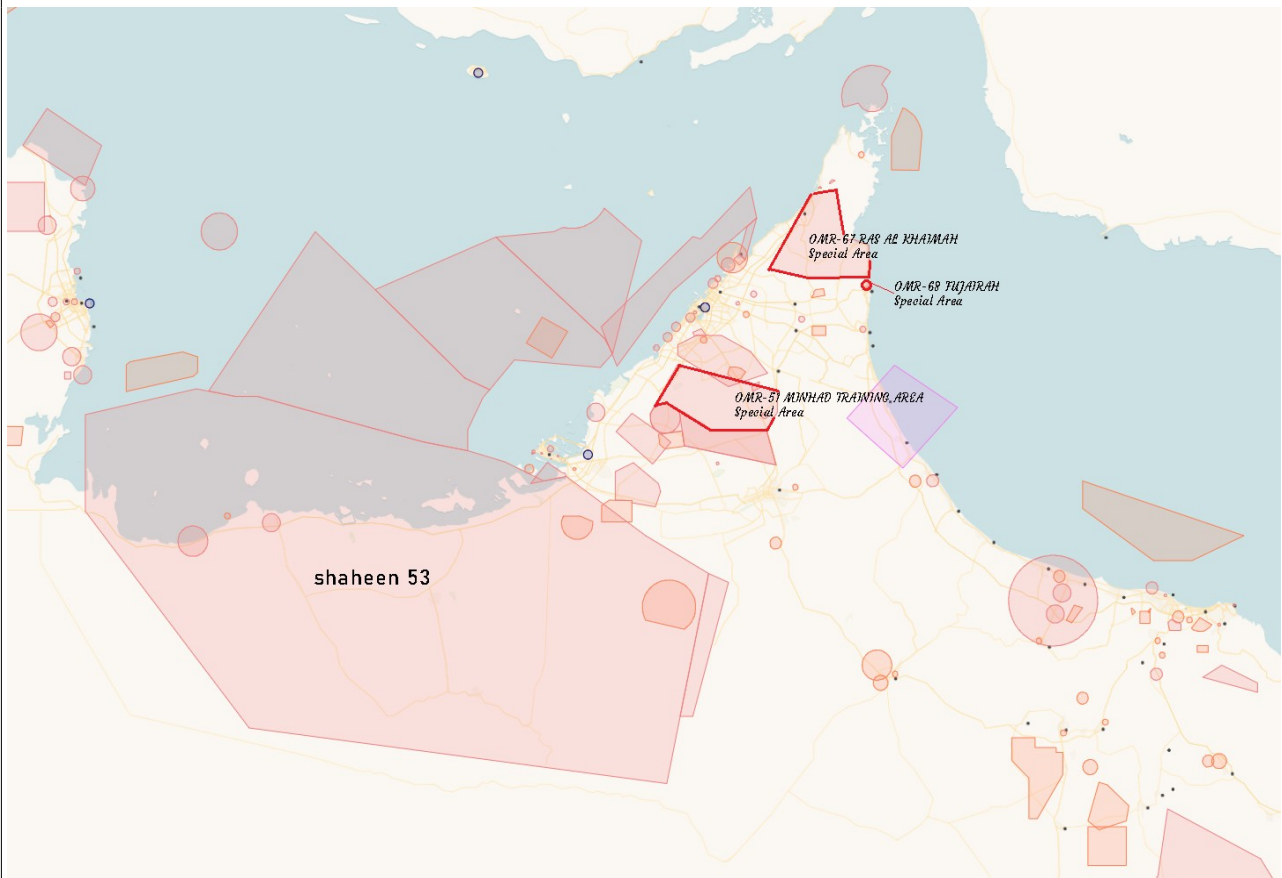 OMR-67 RAS AL KHAIMAH
Special Area
OMR-68 FUJAIRAH
Special Area
OMR-51 MINHAD TRAINING AREA
Special Area
shaheen 53